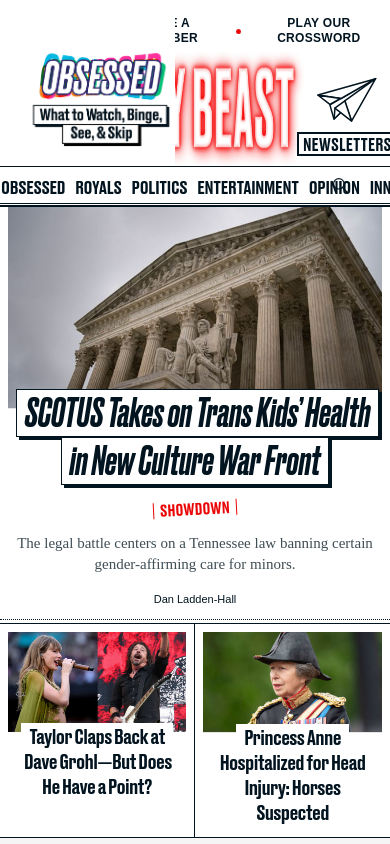 E A
BER
PLAY OUR
CROSSWORD
OBSESSED
What to Watch, Binge,
See, & Skip
Y BEAST
NEWSLETTERS
OBSESSED ROYALS POLITICS ENTERTAINMENT OPINION INN
SCOTUS Takes on Trans Kids’ Health
in New Culture War Front
SHOWDOWN
The legal battle centers on a Tennessee law banning certain
gender-affirming care for minors.
Dan Ladden-Hall
Taylor Claps Back at
Dave Grohl—But Does
He Have a Point?
Princess Anne
Hospitalized for Head
Injury: Horses
Suspected